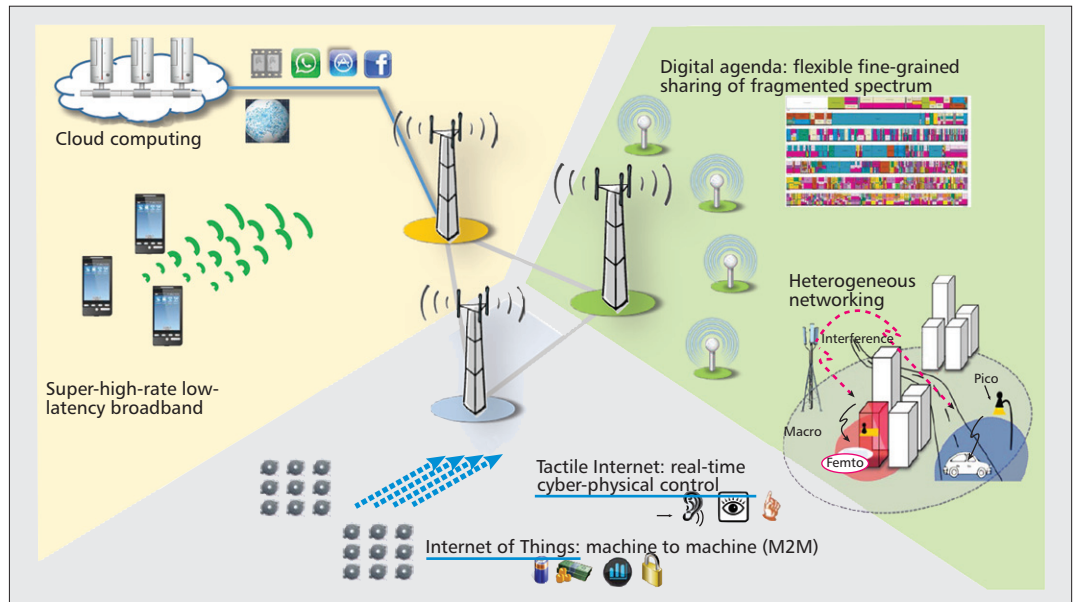 Cloud computing
Digital agenda: flexible fine-grained
sharing of fragmented spectrum
Super-high-rate low-
latency broadband
Heterogeneous
networking
Interference
Pico
Macro
Femto
Tactile Internet: real-time
cyber-physical control
Internet of Things: machine to machine (M2M)